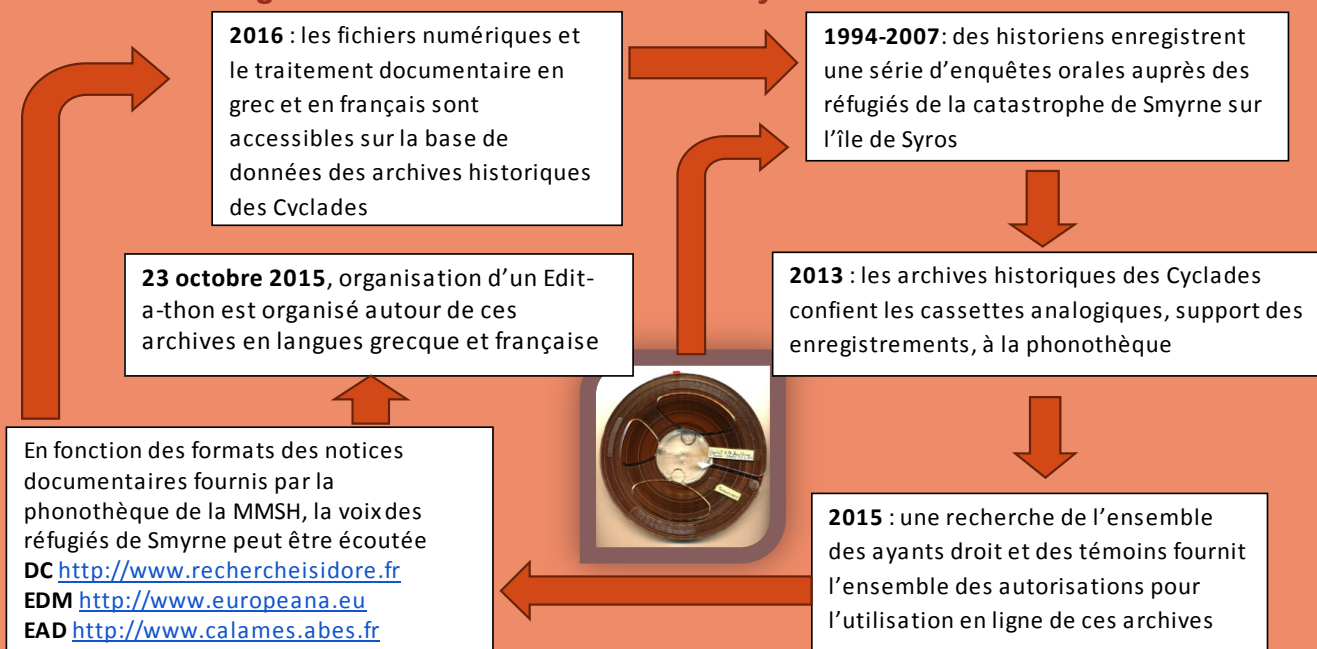 2016 : les fichiers numériques et
le traitement documentaire en
grec et en français sont
accessibles sur la base de
données des archives historiques
des Cyclades
1994-2007: des historiens enregistrent
une série d’enquêtes orales auprès des
réfugiés de la catastrophe de Smyrne sur
l’île de Syros
23 octobre 2015, organisation d’un Edit-
a-thon est organisé autour de ces
archives en langues grecque et française
2013 : les archives historiques des Cyclades
confient les cassettes analogiques, support des
enregistrements, à la phonothèque
En fonction des formats des notices
documentaires fournis par la
phonothèque de la MMSH, la voix des
réfugiés de Smyrne peut être écoutée
DC http://www.rechercheisidore.fr
EDM http://www.europeana.eu
EAD http://www.calames.abes.fr
2015 : une recherche de l’ensemble
des ayants droit et des témoins fournit
l’ensemble des autorisations pour
l’utilisation en ligne de ces archives